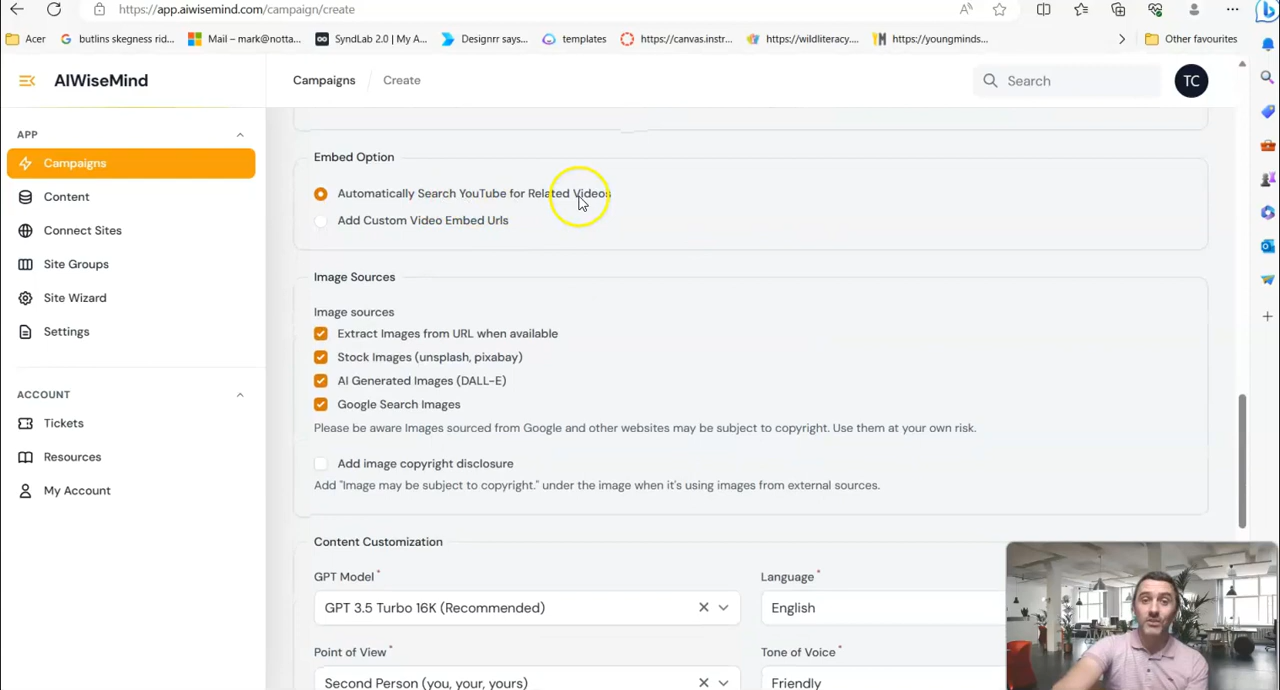 https://app.aiwisemind.com/campaign/create
Acer
butlins skegness rid...
Mail – mark@notta...
SyndLab 2.0 | My A...
Designrr says...
templates
https://canvas.instr...
https://wildliteracy....
https://youngminds...
Other favourites
AIWiseMind
Campaigns / Create
Search
TC
APP
Campaigns
Content
Connect Sites
Site Groups
Site Wizard
Settings
ACCOUNT
Tickets
Resources
My Account
Embed Option
Automatically Search YouTube for Related Videos
Add Custom Video Embed Urls
Image Sources
Image sources
Extract Images from URL when available
Stock Images (unsplash, pixabay)
AI Generated Images (DALL-E)
Google Search Images
Please be aware Images sourced from Google and other websites may be subject to copyright. Use them at your own risk.
Add image copyright disclosure
Add "Image may be subject to copyright." under the image when it's using images from external sources.
Content Customization
GPT Model *
Language *
GPT 3.5 Turbo 16K (Recommended)
English
Point of View *
Tone of Voice *
Second Person (you, your, yours)
Friendly